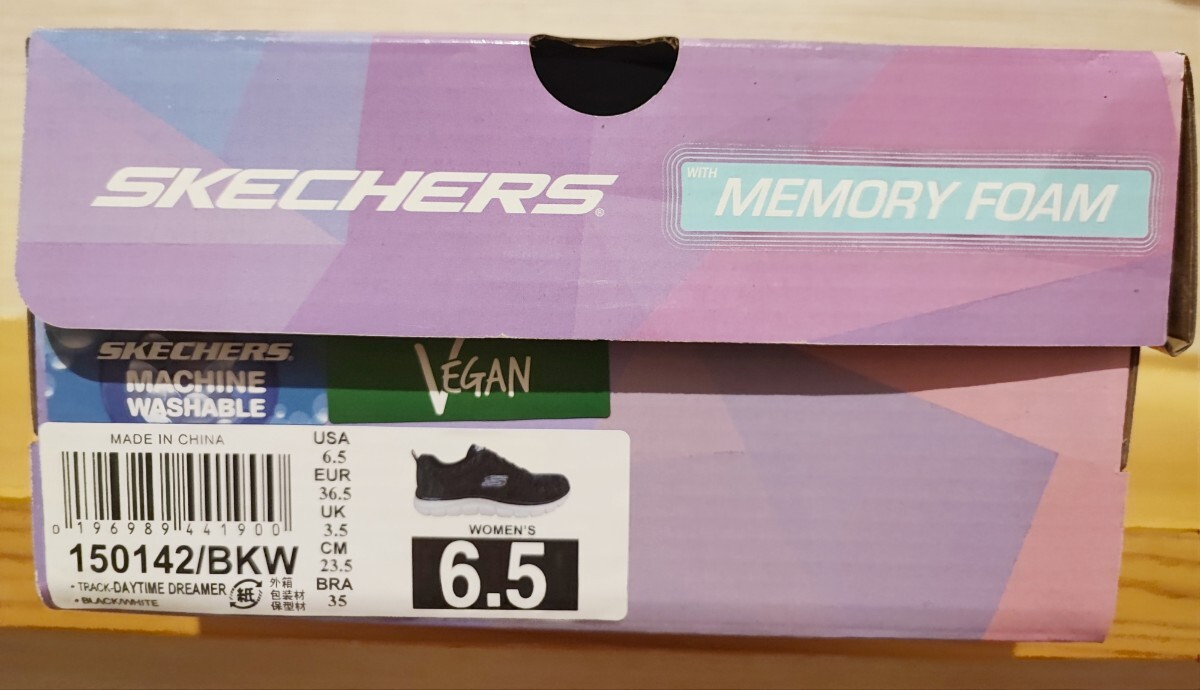 SKECHERS®
WITH MEMORY FOAM
SKECHERS
MACHINE
WASHABLE
VEGAN
MADE IN CHINA
0 196989 441900
150142/BKW
• TRACK-DAYTIME DREAMER
• BLACK/WHITE
紙
外箱
包装材
保型材
USA
6.5
EUR
36.5
UK
3.5
CM
23.5
BRA
35
WOMEN'S
6.5